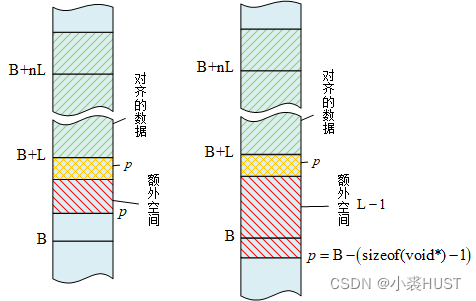 B+nL
对齐的数据
B+L
p
额外空间
p
B
B+nL
对齐的数据
B+L
p
额外空间
L−1
B
p = B−(sizeof(void*)−1)
CSDN @小裘HUST